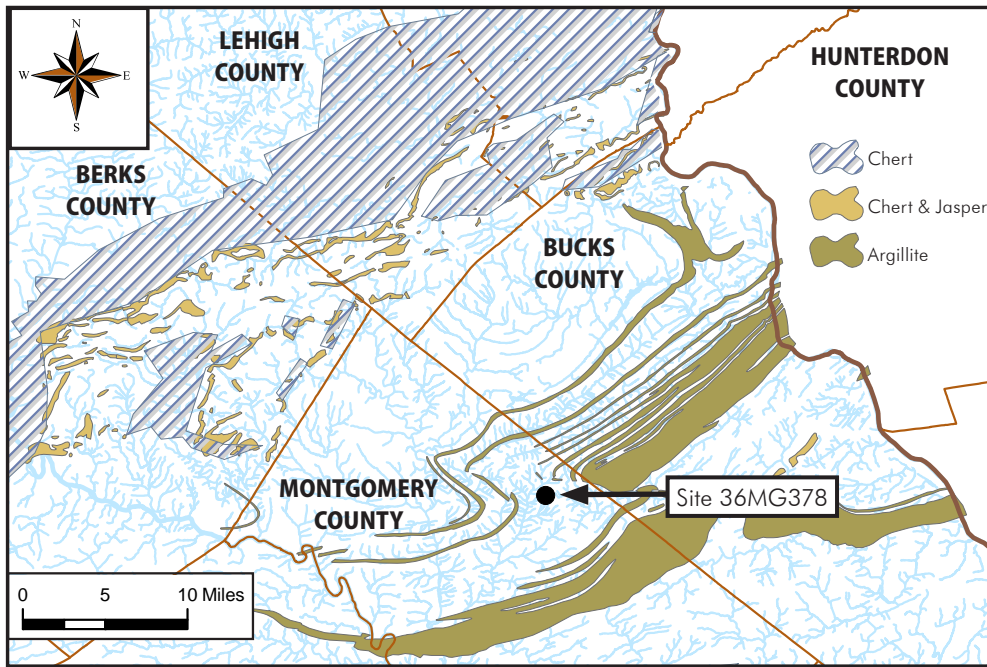 N
W
E
S
LEHIGH
COUNTY
HUNTERDON
COUNTY
BERKS
COUNTY
Chert
Chert & Jasper
Argillite
BUCKS
COUNTY
MONTGOMERY
COUNTY
Site 36MG378
0 5 10 Miles